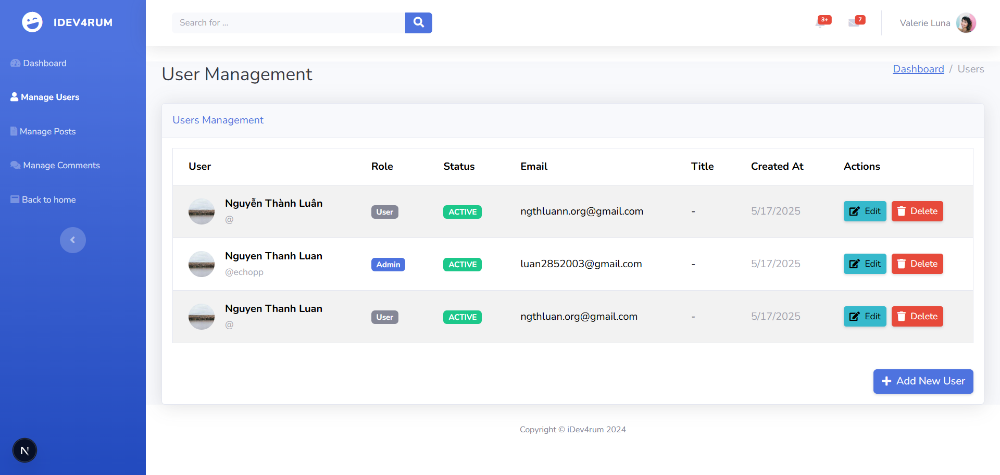 IDEV4RUM
Search for ...
3+
7
Valerie Luna
Dashboard
Manage Users
Manage Posts
Manage Comments
Back to home
User Management
Dashboard / Users
Users Management
User Role Status Email Title Created At Actions
Nguyễn Thành Luân
@
User ACTIVE ngthluann.org@gmail.com - 5/17/2025 Edit Delete
Nguyen Thanh Luan
@echopp
Admin ACTIVE luan2852003@gmail.com - 5/17/2025 Edit Delete
Nguyen Thanh Luan
@
User ACTIVE ngthluan.org@gmail.com - 5/17/2025 Edit Delete
Add New User
Copyright © iDev4rum 2024
N